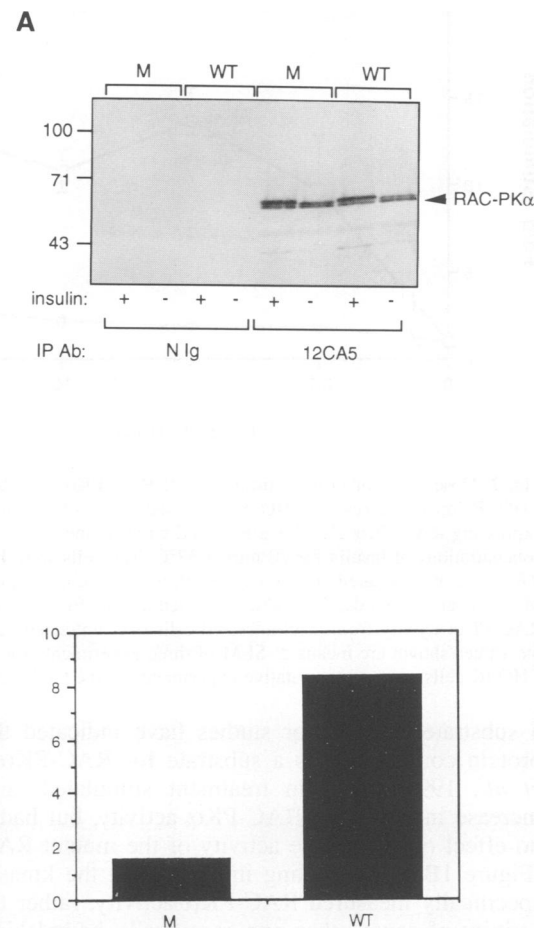 A
M WT M WT
100
71
43
RAC-PKα
insulin: + - + - + - + -
IP Ab: N Ig 12CA5
10
8
6
4
2
0
M WT